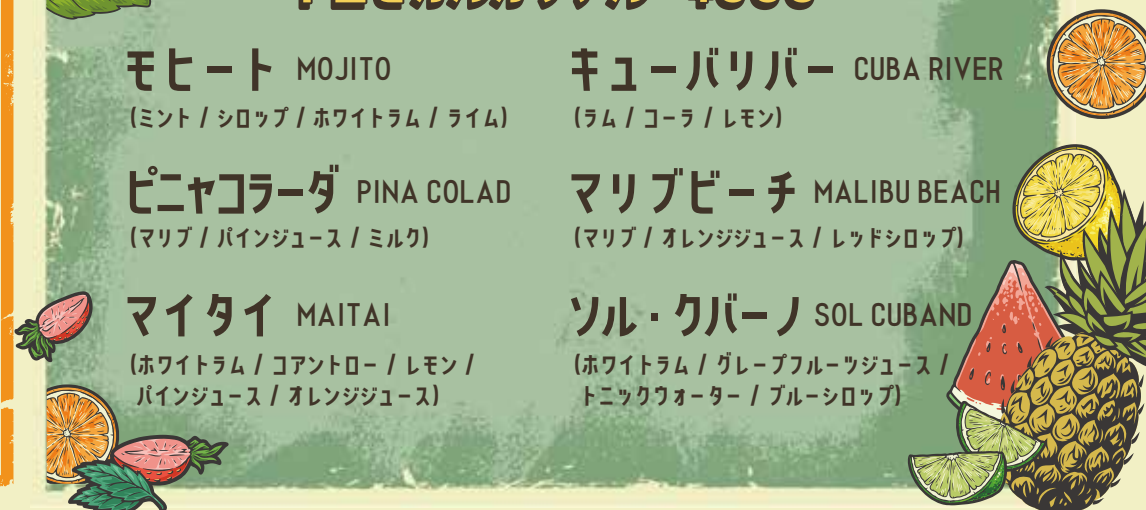 モヒート MOJITO
(ミント / シロップ / ホワイトラム / ライム)
キューバリバー CUBA RIVER
(ラム / コーラ / レモン)
ピニャコラーダ PINA COLAD
(マリブ / パインジュース / ミルク)
マリブビーチ MALIBU BEACH
(マリブ / オレンジジュース / レッドシロップ)
マイタイ MAITAI
(ホワイトラム / コアントロー / レモン /
パインジュース / オレンジジュース)
ソル・クバーノ SOL CUBAND
(ホワイトラム / グレープフルーツジュース /
トニックウォーター / ブルーシロップ)